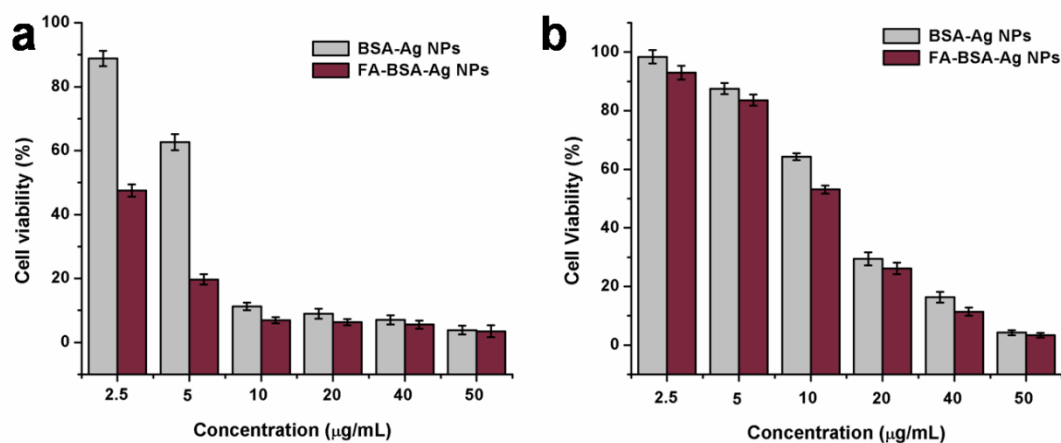 a
BSA-Ag NPs
FA-BSA-Ag NPs
Cell viability (%)
100
80
60
40
20
0
2.5 5 10 20 40 50
Concentration (μg/mL)
b
BSA-Ag NPs
FA-BSA-Ag NPs
Cell Viability (%)
100
80
60
40
20
0
2.5 5 10 20 40 50
Concentration (μg/mL)